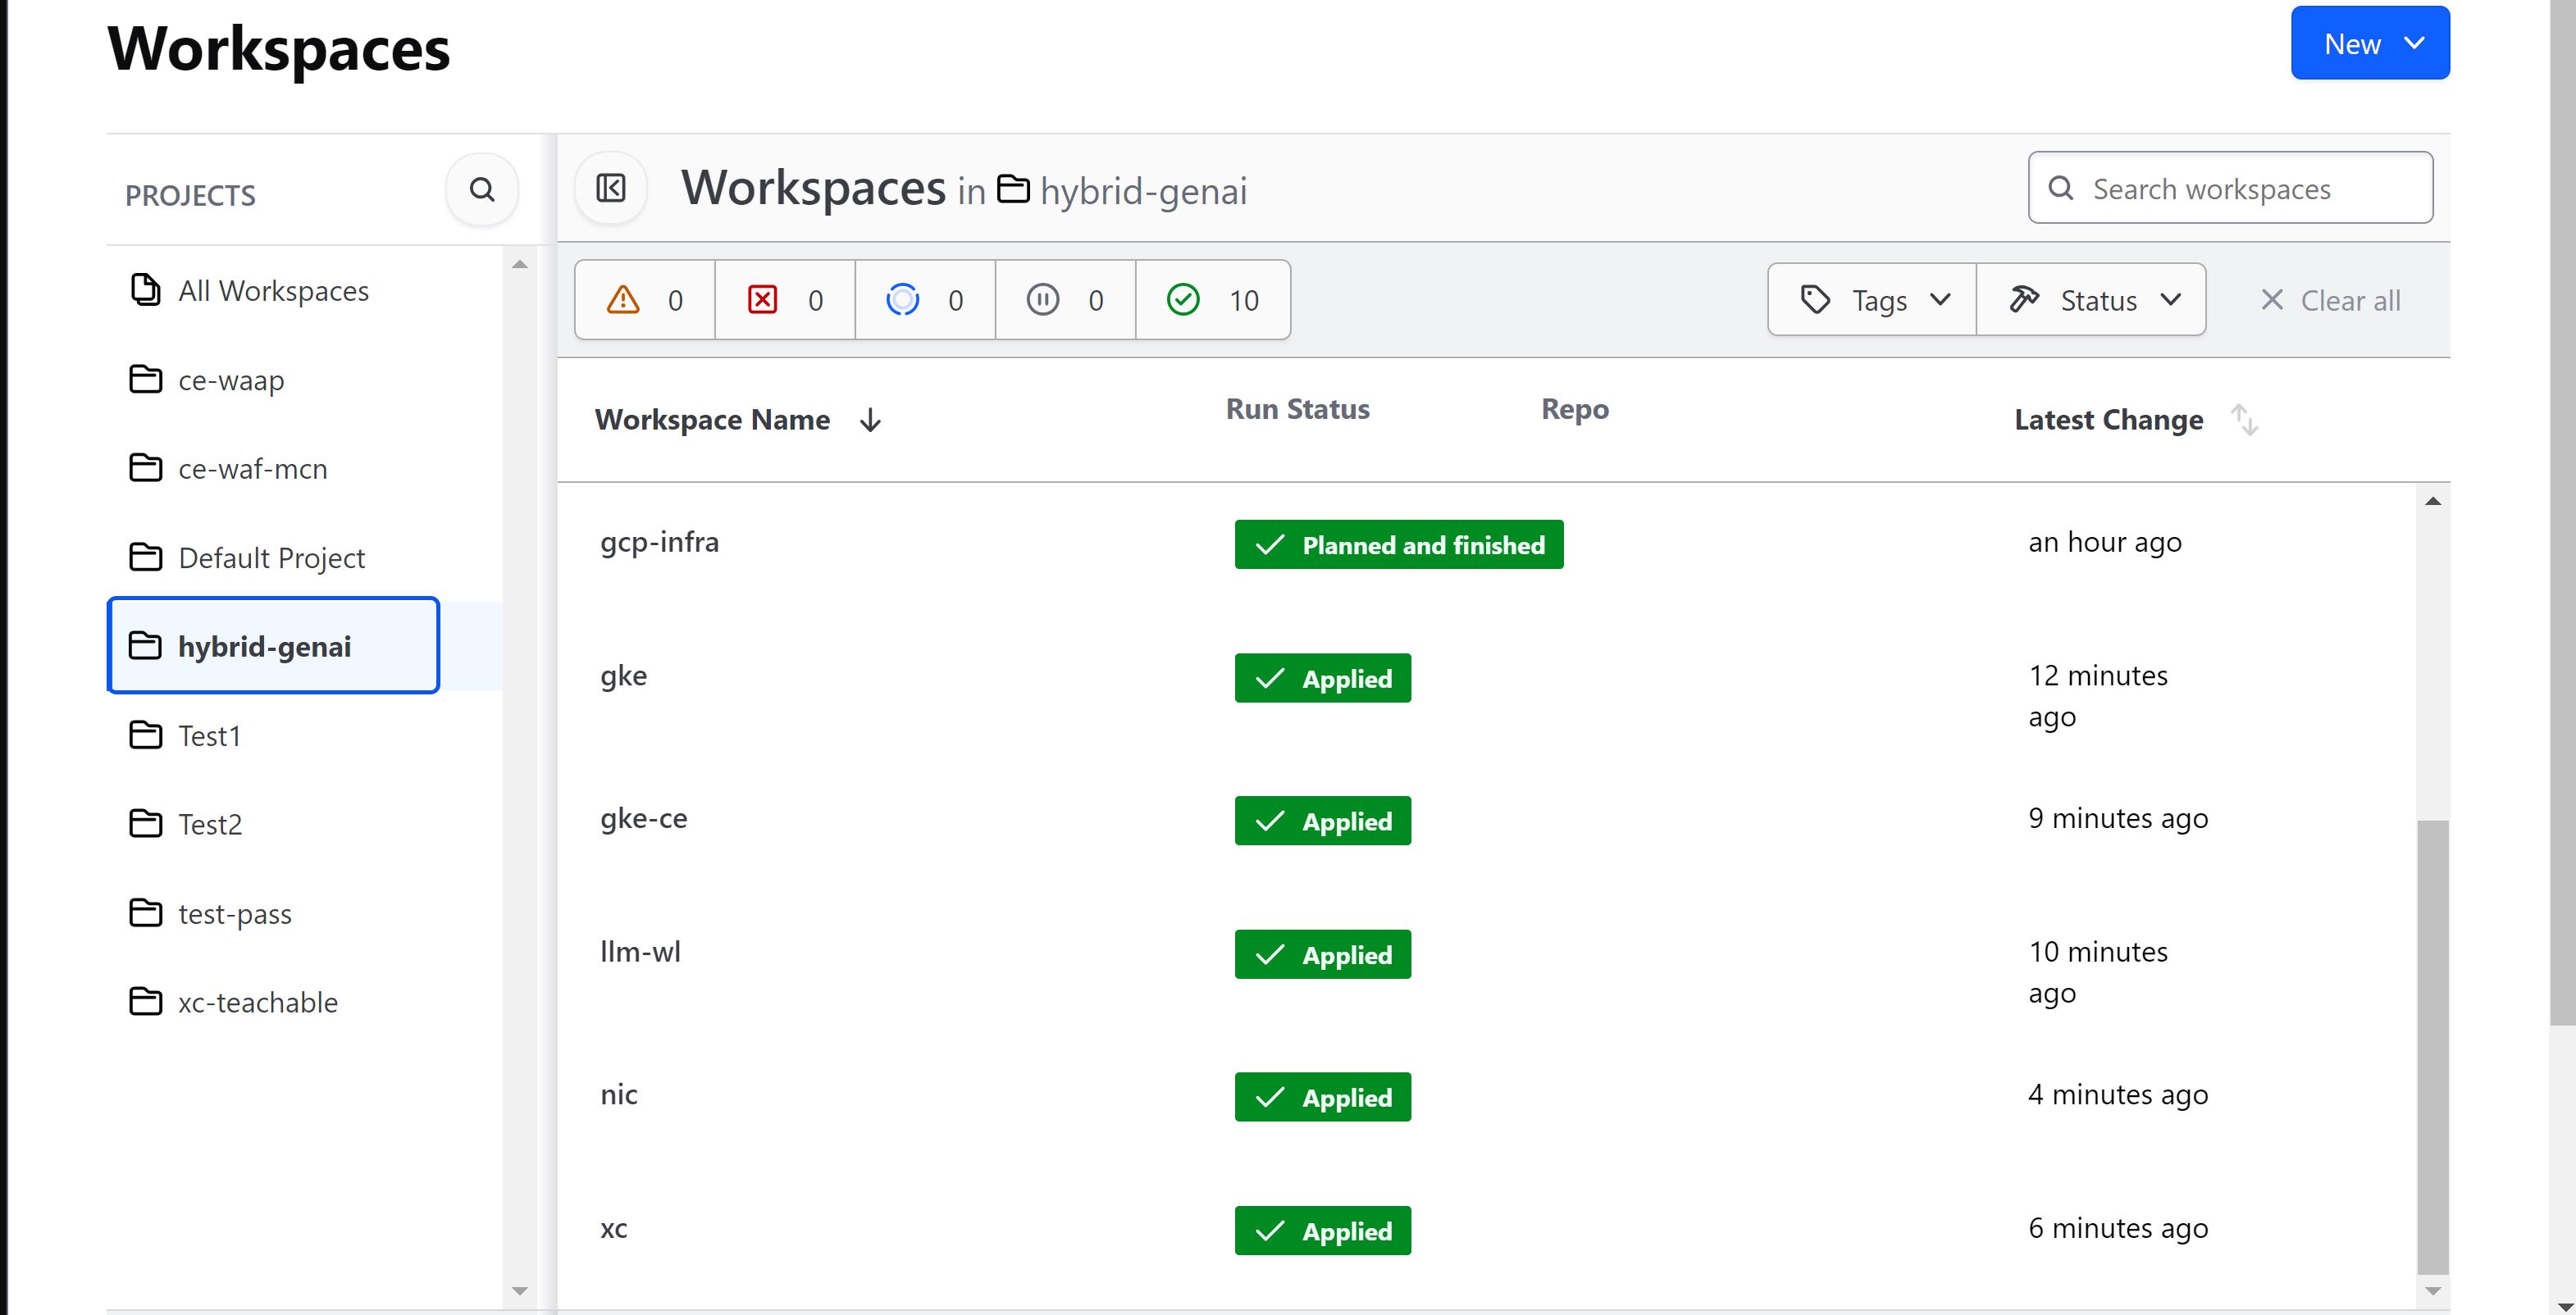 Workspaces
New
PROJECTS
Workspaces in hybrid-genai
Search workspaces
All Workspaces
ce-waap
ce-waf-mcn
Default Project
hybrid-genai
Test1
Test2
test-pass
xc-teachable
0 0 0 0 10
Tags Status Clear all
Workspace Name Run Status Repo Latest Change
gcp-infra Planned and finished an hour ago
gke Applied 12 minutes
ago
gke-ce Applied 9 minutes ago
llm-wl Applied 10 minutes
ago
nic Applied 4 minutes ago
xc Applied 6 minutes ago